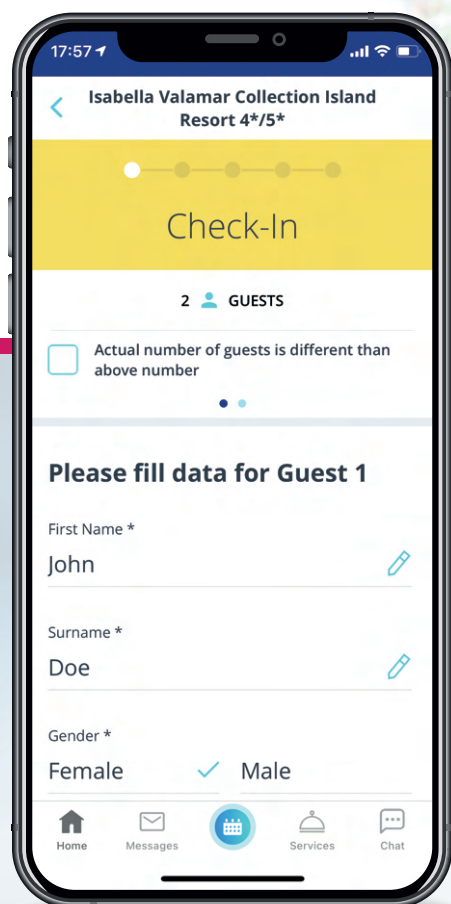 17:57
Isabella Valamar Collection Island
Resort 4*/5*
Check-In
2 GUESTS
Actual number of guests is different than
above number
Please fill data for Guest 1
First Name *
John
Surname *
Doe
Gender *
Female Male
Home Messages Services Chat